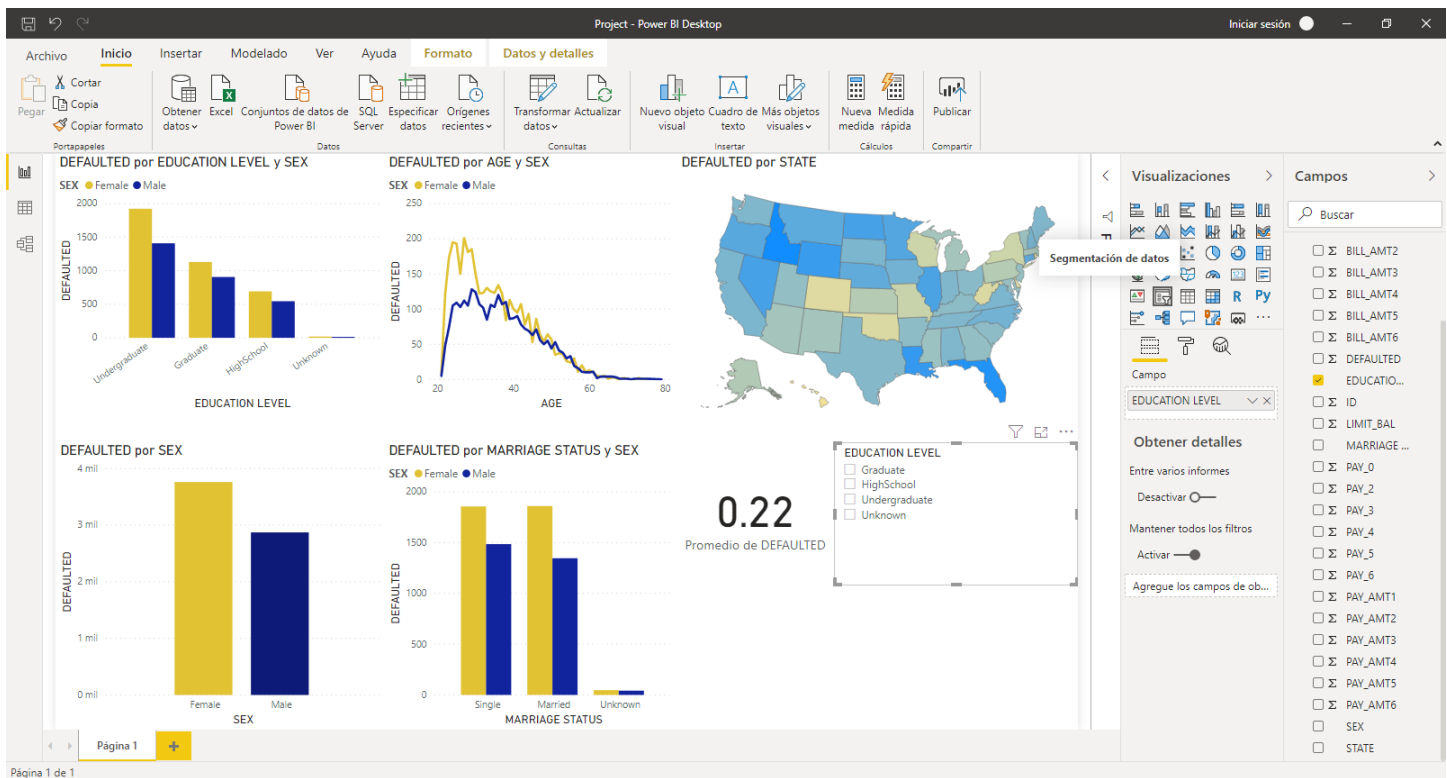 Project - Power BI Desktop
Iniciar sesión
Archivo Inicio Insertar Modelado Ver Ayuda Formato Datos y detalles
Pegar
Cortar
Copia
Copiar formato
Portapapeles
Obtener datos
Excel
Conjuntos de datos de Power BI
SQL Server
Especificar datos
Orígenes recientes
Datos
Transformar datos
Actualizar
Consultas
Nuevo objeto visual
Cuadro de texto
Más objetos visuales
Insertar
Nueva medida
Medida rápida
Cálculos
Publicar
Compartir
DEFAULTED por EDUCATION LEVEL y SEX
SEX Female Male
2000
1500
1000
500
0
DEFAULTED
Undergraduate Graduate HighSchool Unknown
EDUCATION LEVEL
DEFAULTED por AGE y SEX
SEX Female Male
250
200
150
100
50
0
DEFAULTED
20 40 60 80
AGE
DEFAULTED por STATE
Segmentación de datos
DEFAULTED por SEX
4 mil
3 mil
2 mil
1 mil
0 mil
DEFAULTED
Female Male
SEX
DEFAULTED por MARRIAGE STATUS y SEX
SEX Female Male
2000
1500
1000
500
0
DEFAULTED
Single Married Unknown
MARRIAGE STATUS
0.22
Promedio de DEFAULTED
EDUCATION LEVEL
Graduate
HighSchool
Undergraduate
Unknown
Visualizaciones
123
R Py
Campo
EDUCATION LEVEL
Obtener detalles
Entre varios informes
Desactivar
Mantener todos los filtros
Activar
Agregue los campos de ob...
Campos
Buscar
Σ BILL_AMT2
Σ BILL_AMT3
Σ BILL_AMT4
Σ BILL_AMT5
Σ BILL_AMT6
Σ DEFAULTED
EDUCATIO...
Σ ID
Σ LIMIT_BAL
MARRIAGE ...
Σ PAY_0
Σ PAY_2
Σ PAY_3
Σ PAY_4
Σ PAY_5
Σ PAY_6
Σ PAY_AMT1
Σ PAY_AMT2
Σ PAY_AMT3
Σ PAY_AMT4
Σ PAY_AMT5
Σ PAY_AMT6
SEX
STATE
Página 1
Página 1 de 1